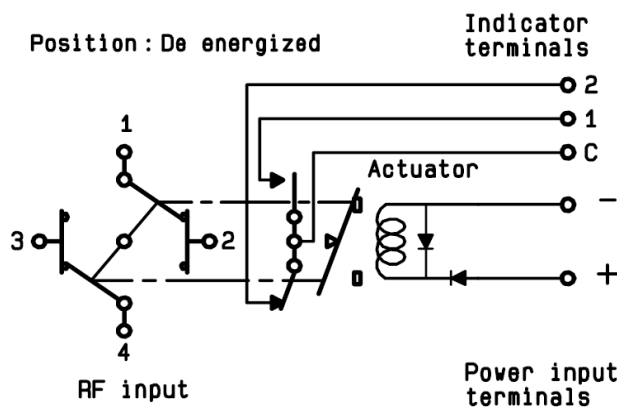 Position : De energized
Indicator
terminals
2
1
C
Actuator
1
3
2
4
-
+
RF input
Power input
terminals